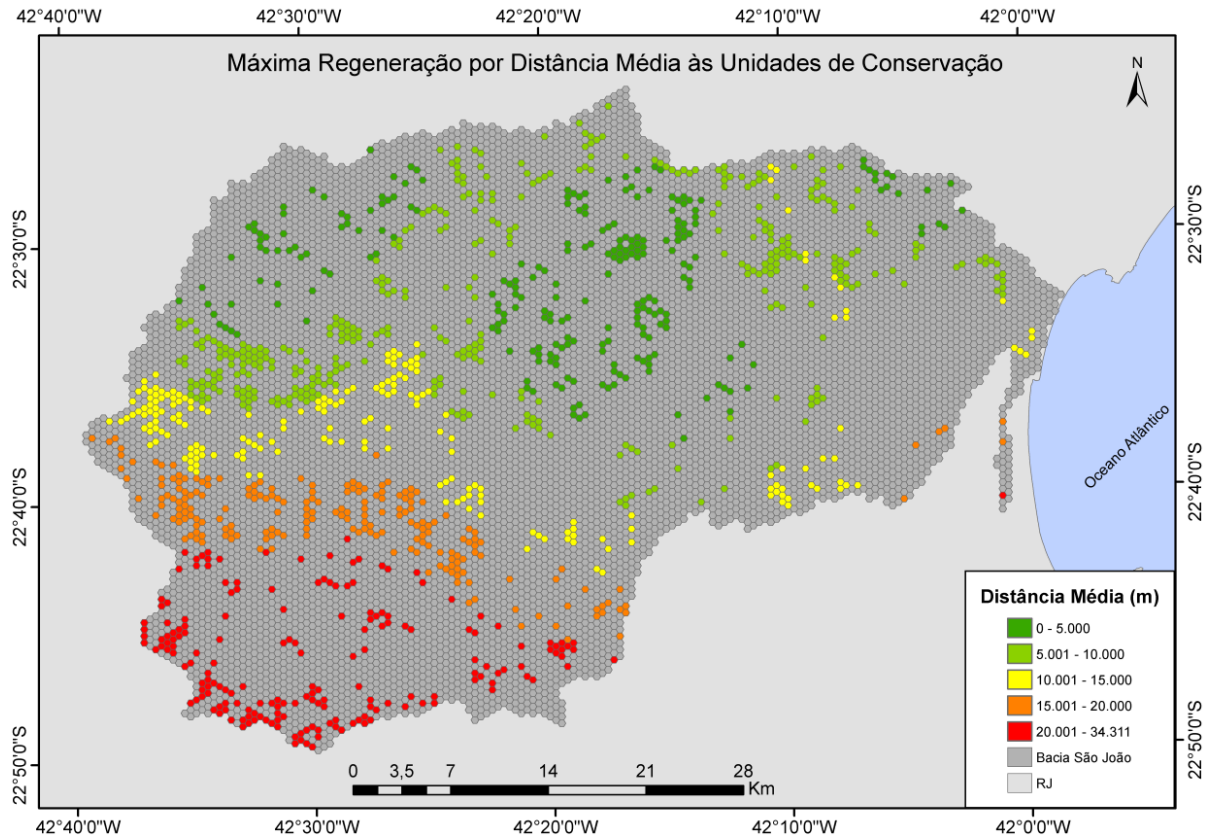 42°40'0"W 42°30'0"W 42°20'0"W 42°10'0"W 42°0'0"W
Máxima Regeneração por Distância Média às Unidades de Conservação
N
22°30'0"S
22°30'0"S
22°40'0"S
22°40'0"S
22°50'0"S
22°50'0"S
Oceano Atlântico
Distância Média (m)
0 - 5.000
5.001 - 10.000
10.001 - 15.000
15.001 - 20.000
20.001 - 34.311
Bacia São João
RJ
0 3,5 7 14 21 28
Km
42°40'0"W 42°30'0"W 42°20'0"W 42°10'0"W 42°0'0"W